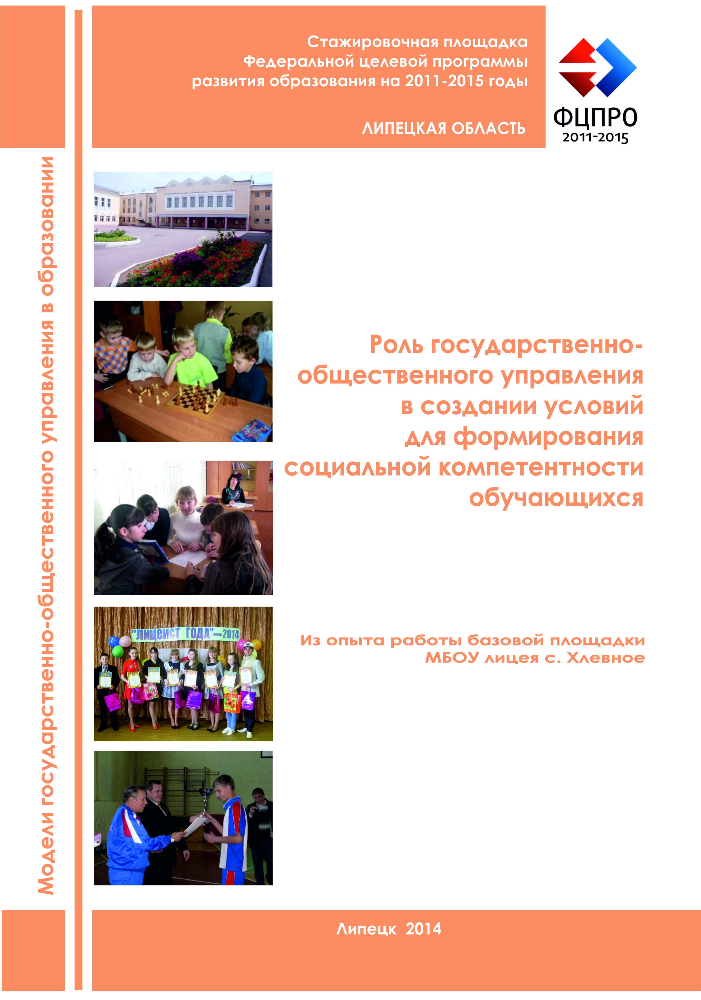 Стажировочная площадка
Федеральной целевой программы
развития образования на 2011-2015 годы
ЛИПЕЦКАЯ ОБЛАСТЬ
ФЦПРО
2011-2015
Модели государственно-общественного управления в образовании
Роль государственно-
общественного управления
в создании условий
для формирования
социальной компетентности
обучающихся
"ЛИЦЕИСТ ГОДА"–2014
Из опыта работы базовой площадки
МБОУ лицея с. Хлевное
Липецк 2014